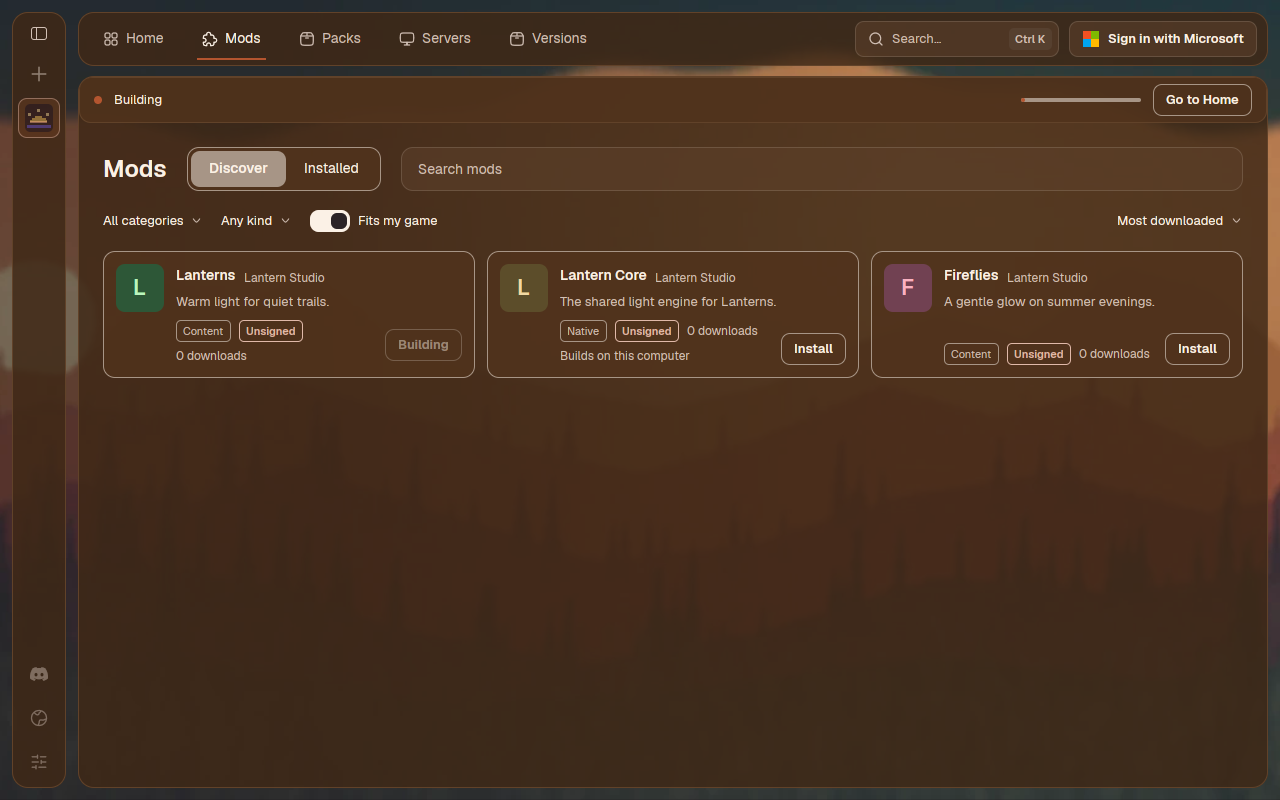 Home
Mods
Packs
Servers
Versions
Search...
Ctrl K
Sign in with Microsoft
Building
Go to Home
Mods
Discover
Installed
Search mods
All categories
Any kind
Fits my game
Most downloaded
L
Lanterns
Lantern Studio
Warm light for quiet trails.
Content
Unsigned
0 downloads
Building
L
Lantern Core
Lantern Studio
The shared light engine for Lanterns.
Native
Unsigned
0 downloads
Builds on this computer
Install
F
Fireflies
Lantern Studio
A gentle glow on summer evenings.
Content
Unsigned
0 downloads
Install